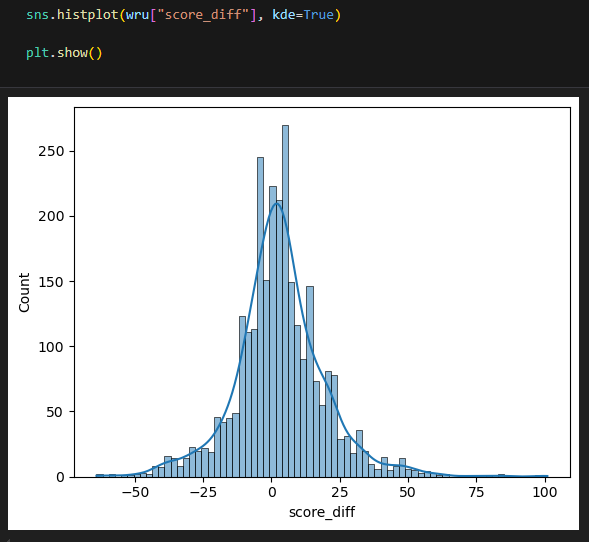 sns.histplot(wru["score_diff"], kde=True)
plt.show()
250
200
150
100
50
0
Count
−50 −25 0 25 50 75 100
score_diff